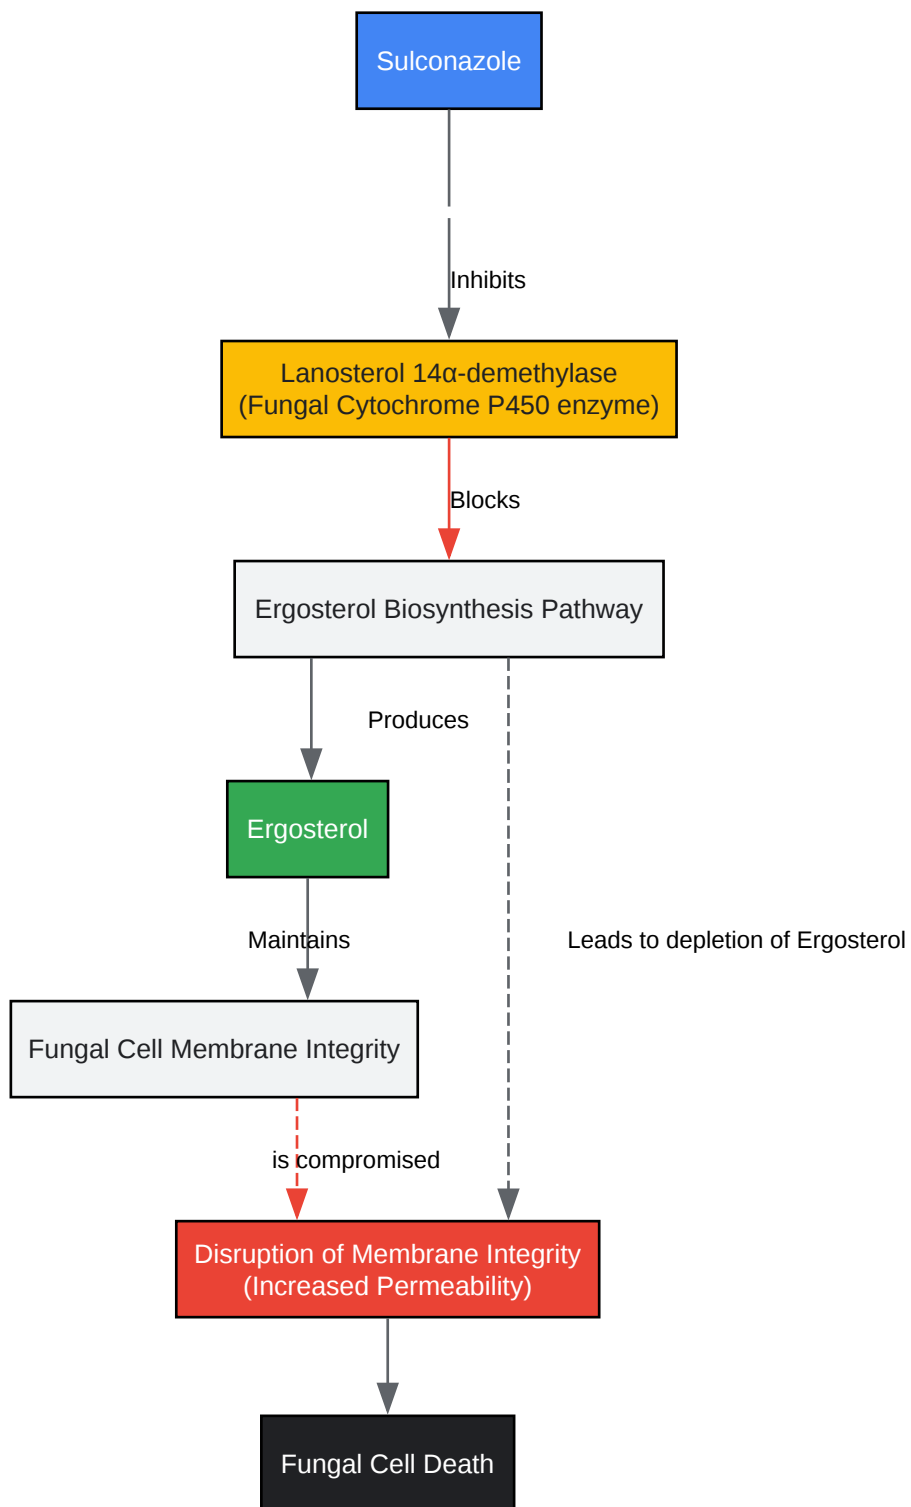 Sulconazole
Inhibits
Lanosterol 14α-demethylase
(Fungal Cytochrome P450 enzyme)
Blocks
Ergosterol Biosynthesis Pathway
Produces
Ergosterol
Maintains
Leads to depletion of Ergosterol
Fungal Cell Membrane Integrity
is compromised
Disruption of Membrane Integrity
(Increased Permeability)
Fungal Cell Death